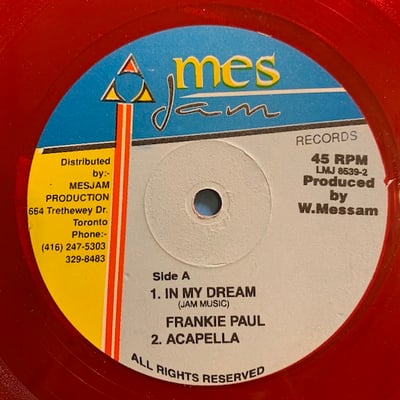 mes
Jam
RECORDS
45 RPM
LMJ 8539-2
Produced
by
W.Messam
Distributed
by:-
MESJAM
PRODUCTION
664 Trethewey Dr.
Toronto
Phone:-
(416) 247-5303
329-8483
Side A
1. IN MY DREAM
(JAM MUSIC)
FRANKIE PAUL
2. ACAPELLA
ALL RIGHTS RESERVED